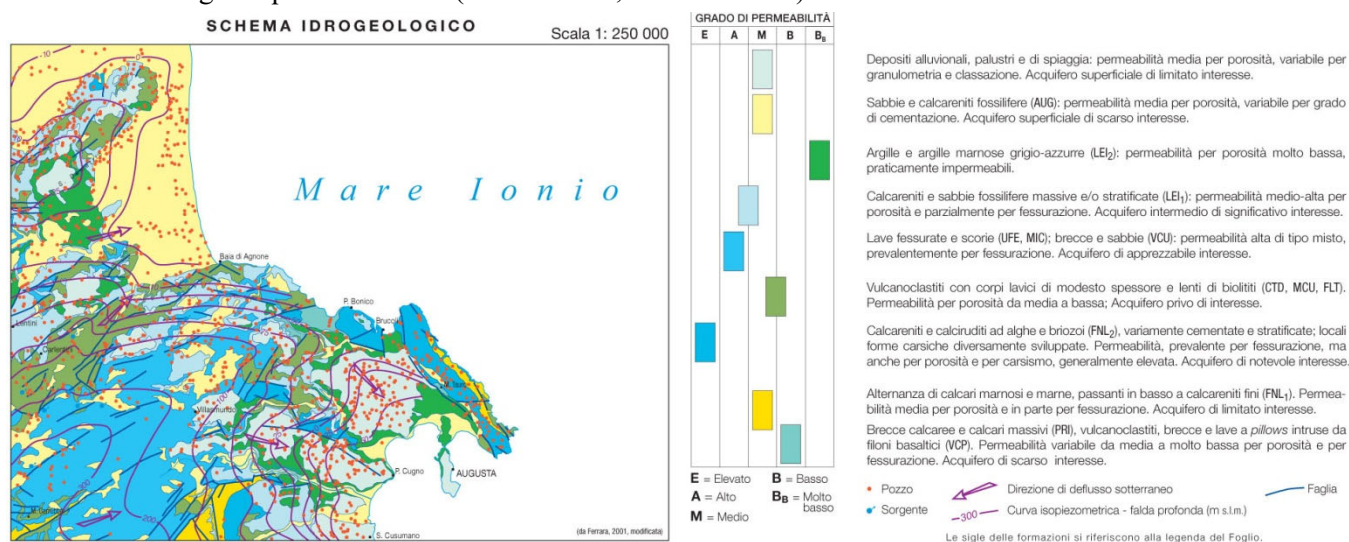 SCHEMA IDROGEOLOGICO
Scala 1: 250 000
Mare Ionio
Baia di Agnone
P. Bonico
Brucoli
Lentini
Carlentini
M. Tauro
Villasmundo
P. Cugno
AUGUSTA
S. Cusumano
(da Ferrara, 2001, modificata)
-10
0
100
200
300
GRADO DI PERMEABILITÀ
E A M B BB
E = Elevato
A = Alto
M = Medio
B = Basso
BB = Molto
basso
Depositi alluvionali, palustri e di spiaggia: permeabilità media per porosità, variabile per
granulometria e classazione. Acquifero superficiale di limitato interesse.
Sabbie e calcareniti fossilifere (AUG): permeabilità media per porosità, variabile per grado
di cementazione. Acquifero superficiale di scarso interesse.
Argille e argille marnose grigio-azzurre (LEI2): permeabilità per porosità molto bassa,
praticamente impermeabili.
Calcareniti e sabbie fossilifere massive e/o stratificate (LEI1): permeabilità medio-alta per
porosità e parzialmente per fessurazione. Acquifero intermedio di significativo interesse.
Lave fessurate e scorie (UFE, MIC); brecce e sabbie (VCU): permeabilità alta di tipo misto,
prevalentemente per fessurazione. Acquifero di apprezzabile interesse.
Vulcanoclastiti con corpi lavici di modesto spessore e lenti di biolititi (CTD, MCU, FLT).
Permeabilità per porosità da media a bassa; Acquifero privo di interesse.
Calcareniti e calciruditi ad alghe e briozoi (FNL2), variamente cementate e stratificate; locali
forme carsiche diversamente sviluppate. Permeabilità, prevalente per fessurazione, ma
anche per porosità e per carsismo, generalmente elevata. Acquifero di notevole interesse.
Alternanza di calcari marnosi e marne, passanti in basso a calcareniti fini (FNL1). Permea-
bilità media per porosità e in parte per fessurazione. Acquifero di limitato interesse.
Brecce calcaree e calcari massivi (PRI), vulcanoclastiti, brecce e lave a pillows intruse da
filoni basaltici (VCP). Permeabilità variabile da media a molto bassa per porosità e per
fessurazione. Acquifero di scarso interesse.
Pozzo
Sorgente
Direzione di deflusso sotterraneo
-300
Curva isopiezometrica - falda profonda (m s.l.m.)
Faglia
Le sigle delle formazioni si riferiscono alla legenda del Foglio.